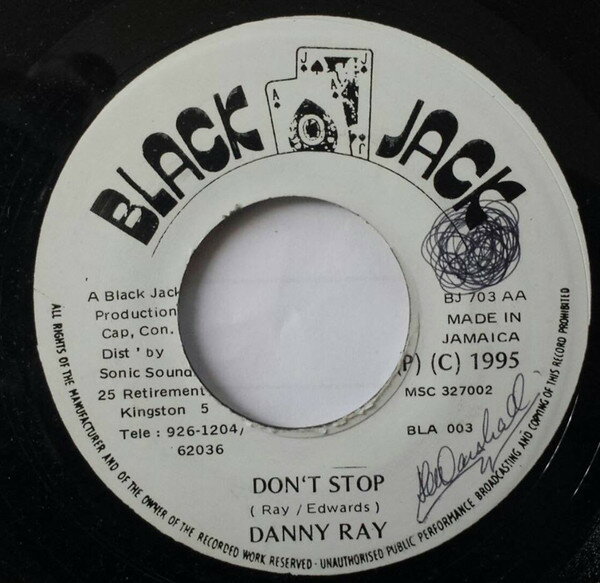 BLACK JACK
J J
A A
J
A Black Jack
Production
Cap, Con.
Dist ' by
Sonic Sound
25 Retirement
Kingston 5
Tele : 926-1204/
62036
BJ 703 AA
MADE IN
JAMAICA
P) (C) 1995
MSC 327002
BLA 003
DON'T STOP
( Ray / Edwards )
DANNY RAY
ALL RIGHTS OF THE MANUFACTURER AND OF THE OWNER OF THE RECORDED WORK RESERVED - UNAUTHORISED PUBLIC PERFORMANCE BROADCASTING AND COPYING OF THIS RECORD PROHIBITED